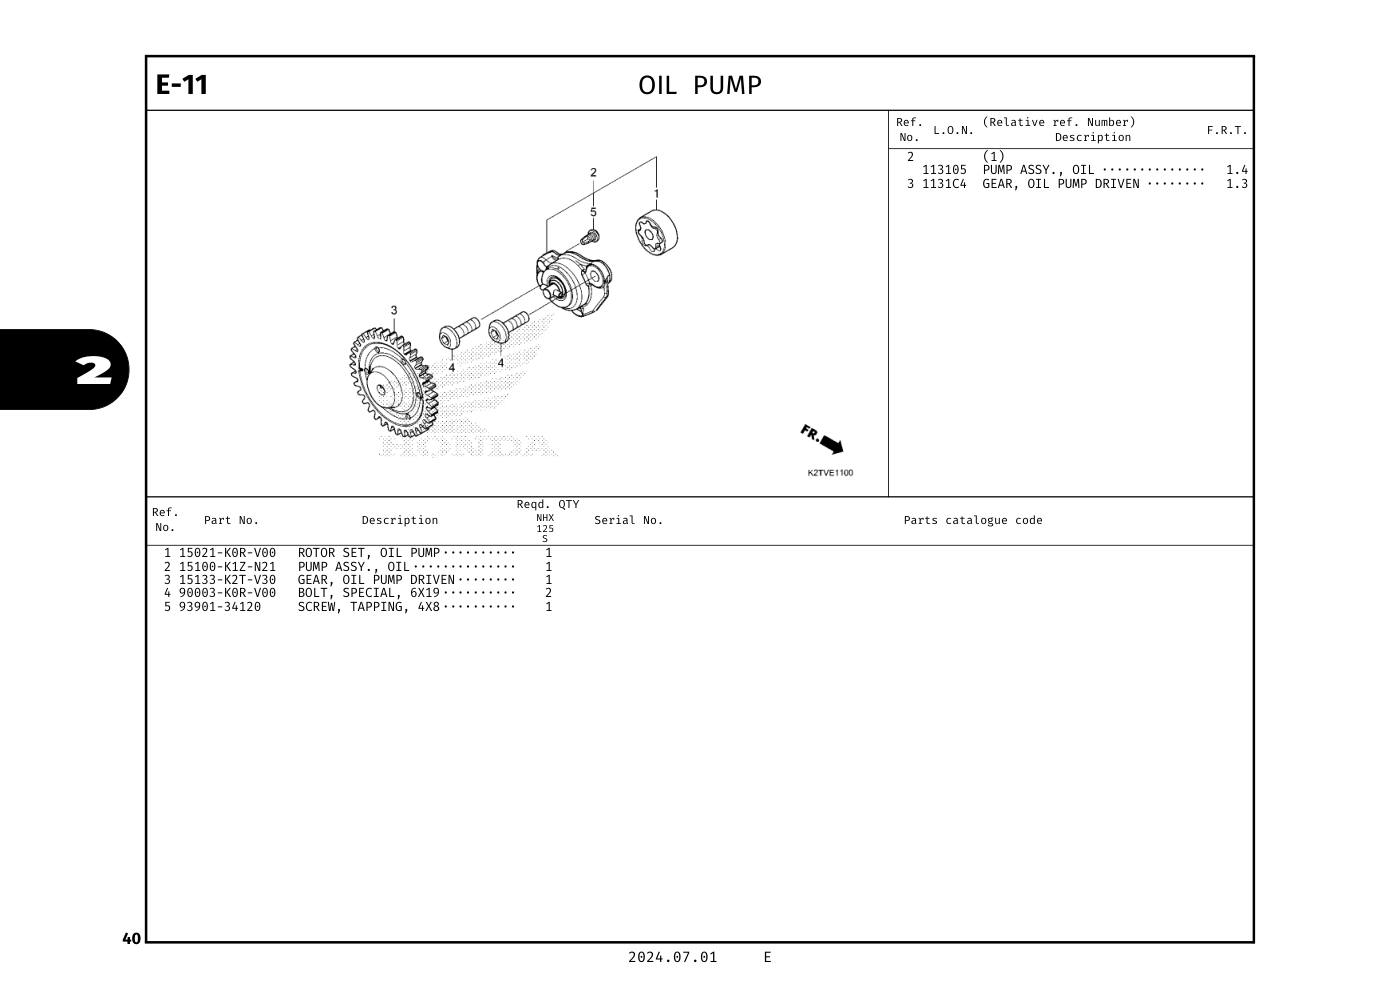 E-11 OIL PUMP
Ref. No. L.O.N. (Relative ref. Number) Description F.R.T.
2 (1)
113105 PUMP ASSY., OIL ·············· 1.4
3 1131C4 GEAR, OIL PUMP DRIVEN ········ 1.3
2
1
5
3
4
4
2
HONDA
FR.
K2TVE1100
Ref. No. Part No. Description Reqd. QTY NHX 125 S Serial No. Parts catalogue code
1 15021-K0R-V00 ROTOR SET, OIL PUMP·········· 1
2 15100-K1Z-N21 PUMP ASSY., OIL·············· 1
3 15133-K2T-V30 GEAR, OIL PUMP DRIVEN········ 1
4 90003-K0R-V00 BOLT, SPECIAL, 6X19·········· 2
5 93901-34120 SCREW, TAPPING, 4X8·········· 1
40
2024.07.01 E